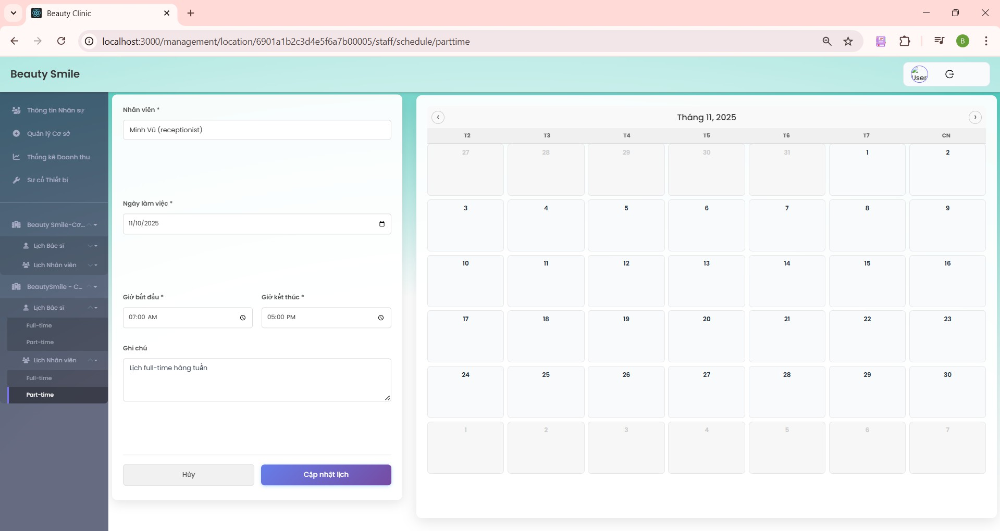 Beauty Clinic
localhost:3000/management/location/6901a1b2c3d4e5f6a7b00005/staff/schedule/parttime
B
Beauty Smile
User
Thông tin Nhân sự
Quản lý Cơ sở
Thống kê Doanh thu
Sự cố Thiết bị
Beauty Smile-Cơ...
Lịch Bác sĩ
Lịch Nhân viên
BeautySmile - C...
Lịch Bác sĩ
Full-time
Part-time
Lịch Nhân viên
Full-time
Part-time
Nhân viên *
Minh Vũ (receptionist)
Ngày làm việc *
11/10/2025
Giờ bắt đầu * Giờ kết thúc *
07:00 AM 05:00 PM
Ghi chú
Lịch full-time hàng tuần
Hủy Cập nhật lịch
Tháng 11, 2025
T2 T3 T4 T5 T6 T7 CN
27 28 29 30 31 1 2
3 4 5 6 7 8 9
10 11 12 13 14 15 16
17 18 19 20 21 22 23
24 25 26 27 28 29 30
1 2 3 4 5 6 7